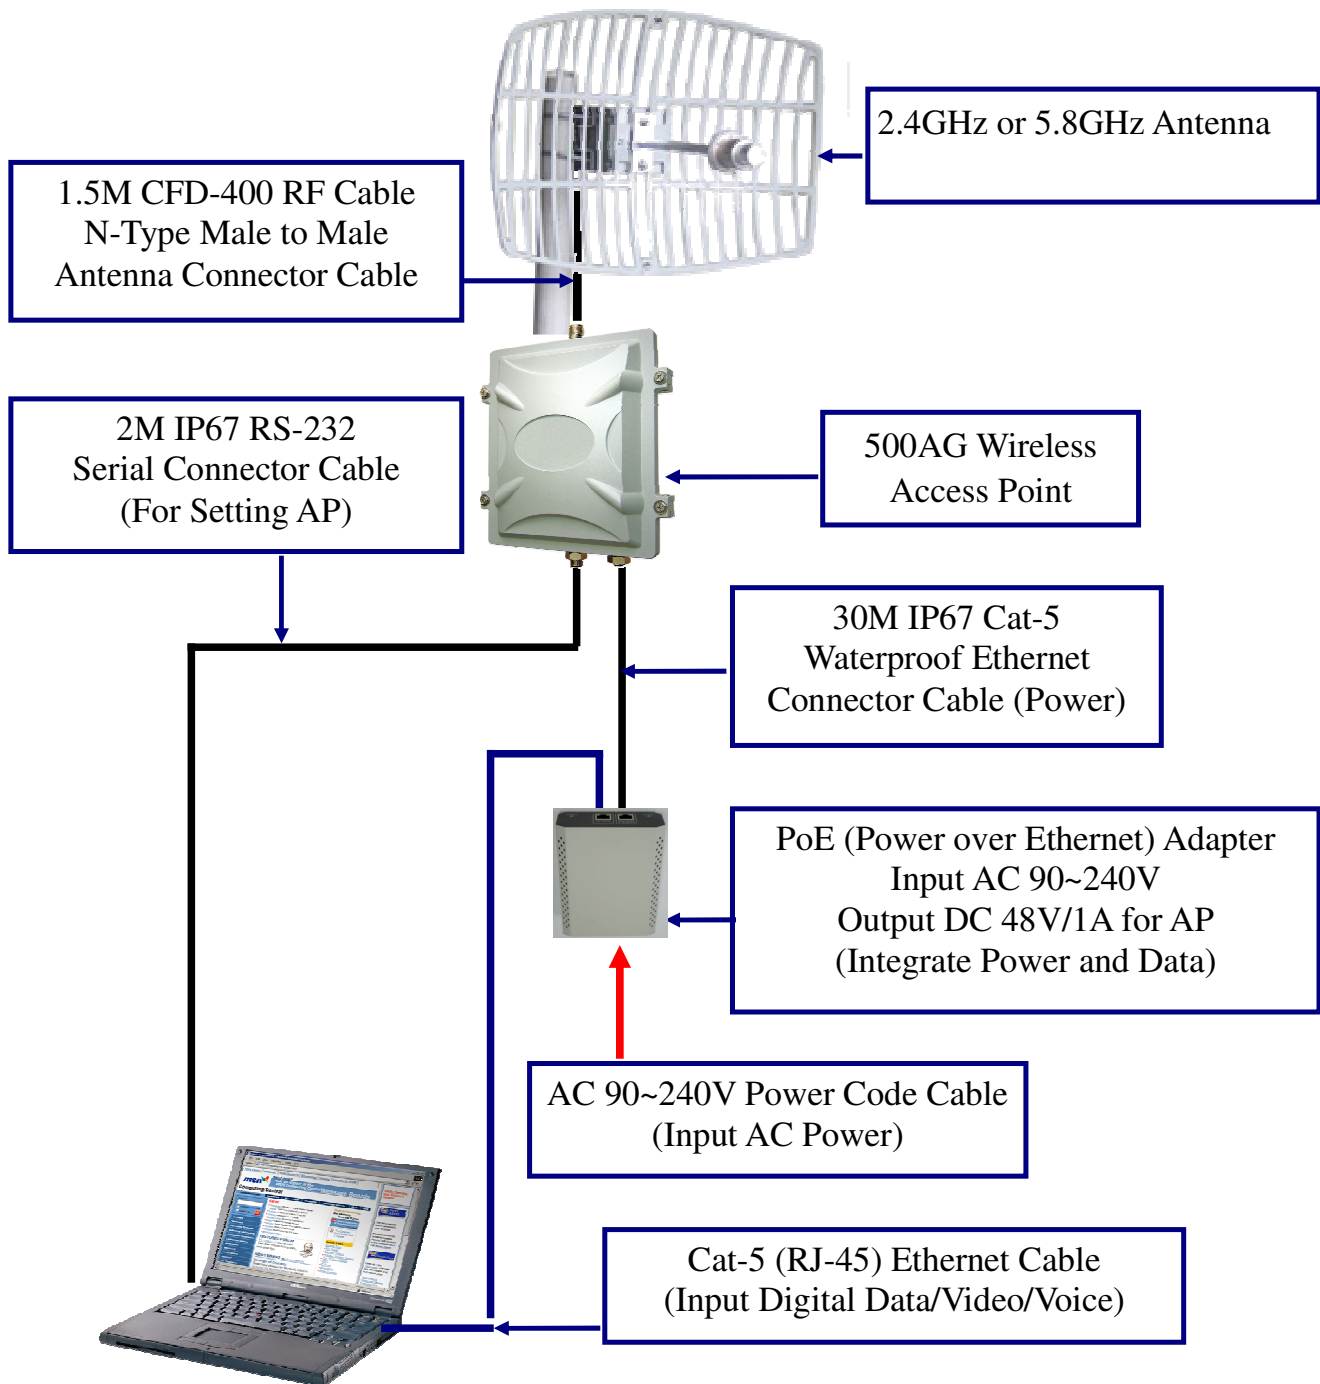 2.4GHz or 5.8GHz Antenna
1.5M CFD-400 RF Cable
N-Type Male to Male
Antenna Connector Cable
2M IP67 RS-232
Serial Connector Cable
(For Setting AP)
500AG Wireless
Access Point
30M IP67 Cat-5
Waterproof Ethernet
Connector Cable (Power)
PoE (Power over Ethernet) Adapter
Input AC 90~240V
Output DC 48V/1A for AP
(Integrate Power and Data)
AC 90~240V Power Code Cable
(Input AC Power)
Cat-5 (RJ-45) Ethernet Cable
(Input Digital Data/Video/Voice)